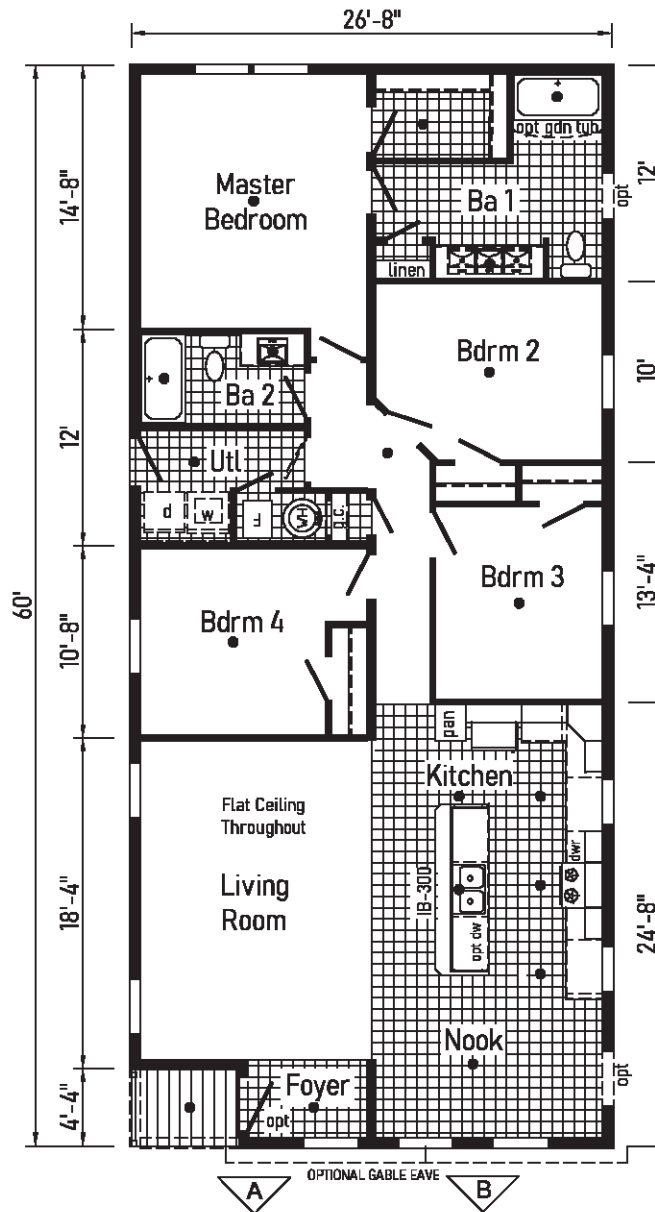 26'-8"
60'
14'-8"
12'
10'-8"
18'-4"
4'-4"
12'
10'
13'-4"
24'-8"
Master
Bedroom
opt gdn tub
Ba 1
opt
linen
Bdrm 2
Ba 2
Utl
d
w
F
WH
o.c.
Bdrm 3
Bdrm 4
pan
Kitchen
Flat Ceiling
Throughout
Living
Room
IB-300
opt dw
dwr
Nook
opt
Foyer
opt
OPTIONAL GABLE EAVE
A
B